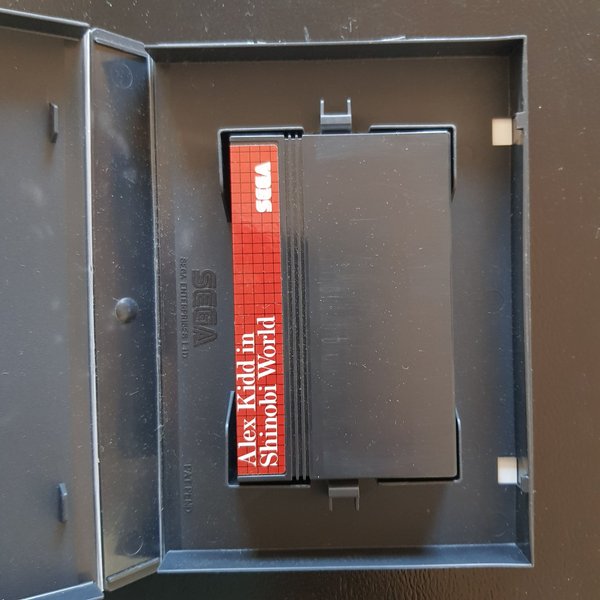 SEGA
Alex Kidd in
Shinobi World
SEGA
SEGA ENTERPRISES LTD.